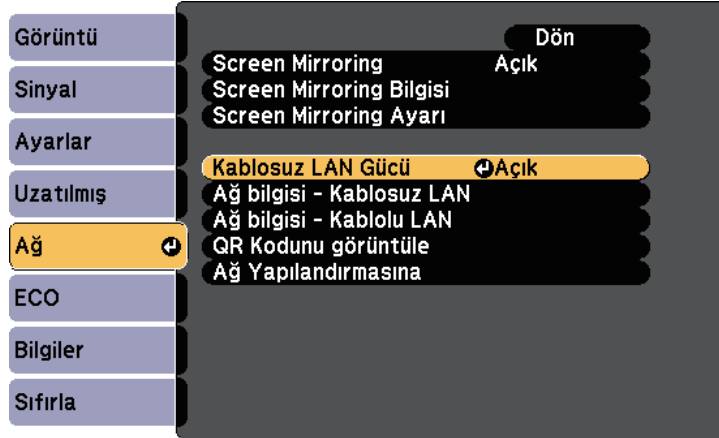 Görüntü
Sinyal
Ayarlar
Uzatılmış
Ağ
ECO
Bilgiler
Sıfırla
Dön
Screen Mirroring Açık
Screen Mirroring Bilgisi
Screen Mirroring Ayarı
Kablosuz LAN Gücü Açık
Ağ bilgisi - Kablosuz LAN
Ağ bilgisi - Kablolu LAN
QR Kodunu görüntüle
Ağ Yapılandırmasına